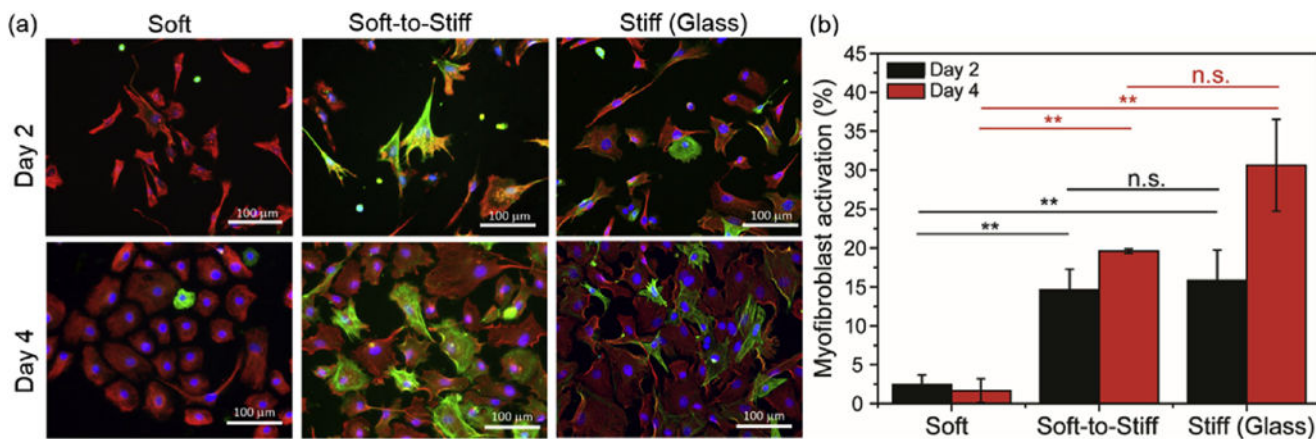 (a)
Soft
Soft-to-Stiff
Stiff (Glass)
Day 2
100 μm
100 μm
100 μm
Day 4
100 μm
100 μm
100 μm
(b)
Myofibroblast activation (%)
45
40
35
30
25
20
15
10
5
0
Day 2
Day 4
n.s.
**
**
n.s.
**
**
Soft
Soft-to-Stiff
Stiff (Glass)